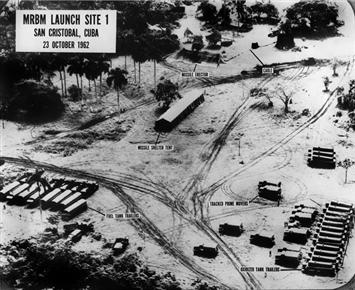 MRBM LAUNCH SITE 1
SAN CRISTOBAL, CUBA
23 OCTOBER 1962
MISSILE ERECTOR
CABLE
MISSILE SHELTER TENT
FUEL TANK TRAILERS
TRACKED PRIME MOVERS
OXIDIZER TANK TRAILERS